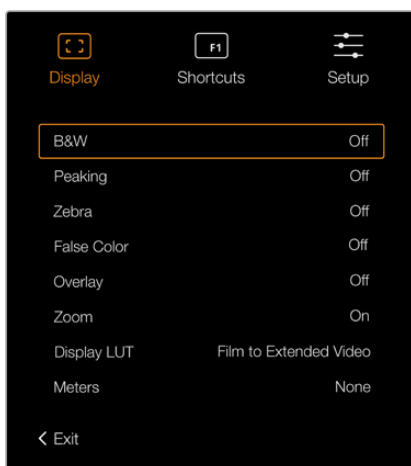 F1
Display Shortcuts Setup
B&W Off
Peaking Off
Zebra Off
False Color Off
Overlay Off
Zoom On
Display LUT Film to Extended Video
Meters None
Exit